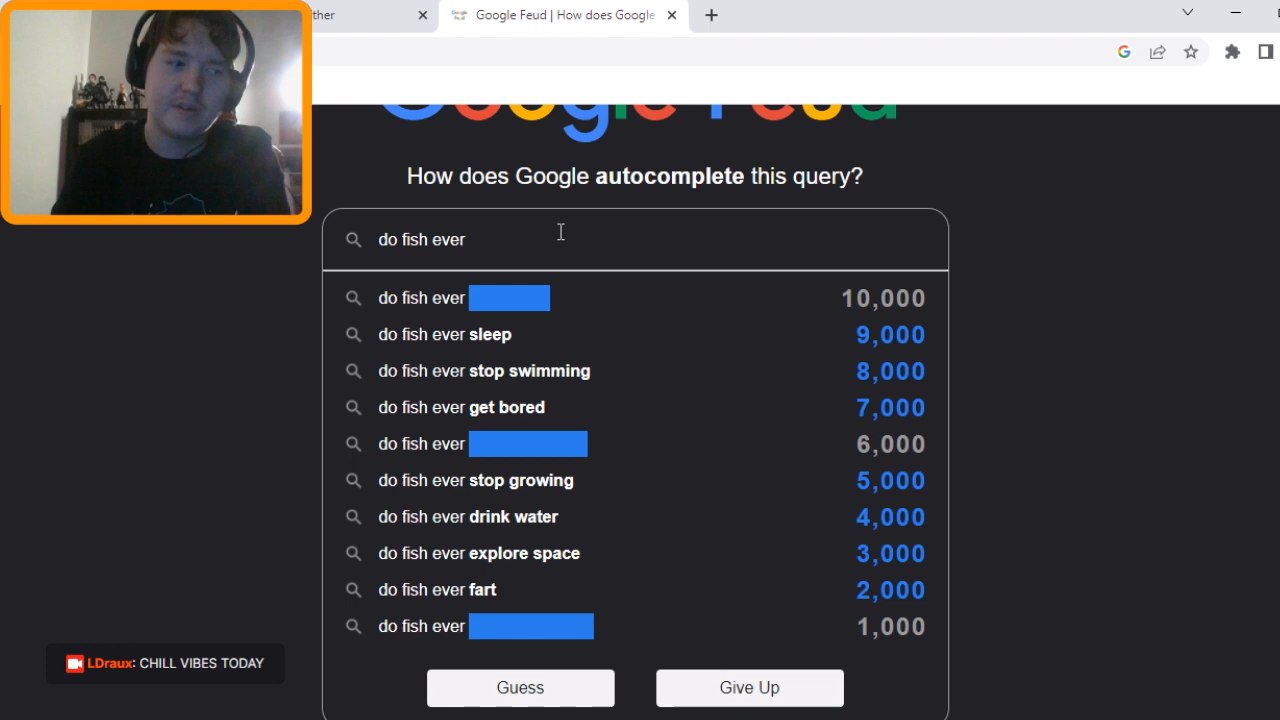 ther
Google Feud | How does Google
Google Feud
How does Google autocomplete this query?
do fish ever
do fish ever 10,000
do fish ever sleep 9,000
do fish ever stop swimming 8,000
do fish ever get bored 7,000
do fish ever 6,000
do fish ever stop growing 5,000
do fish ever drink water 4,000
do fish ever explore space 3,000
do fish ever fart 2,000
do fish ever 1,000
LDraux: CHILL VIBES TODAY
Guess Give Up